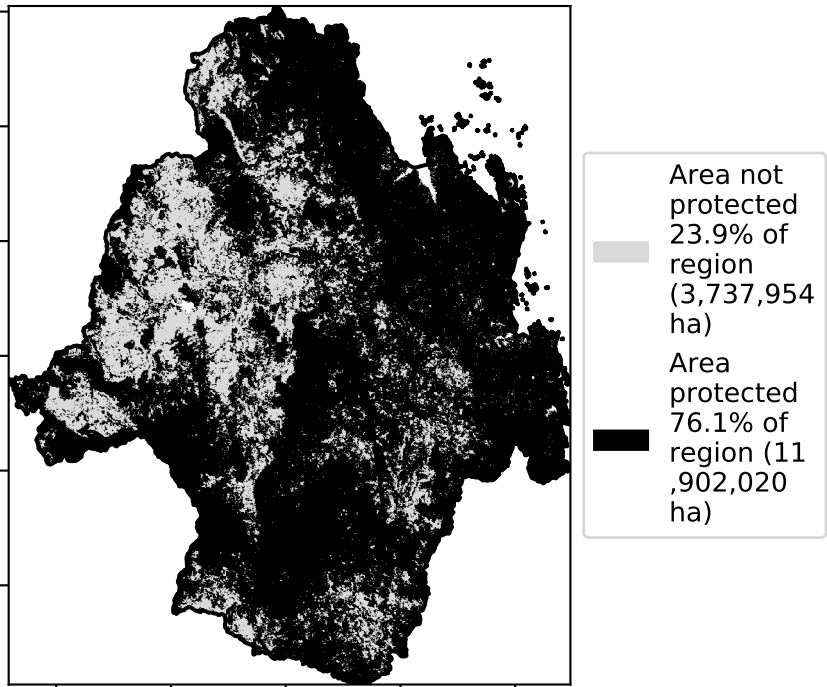 Area not
protected
23.9% of
region
(3,737,954
ha)
Area
protected
76.1% of
region (11
,902,020
ha)